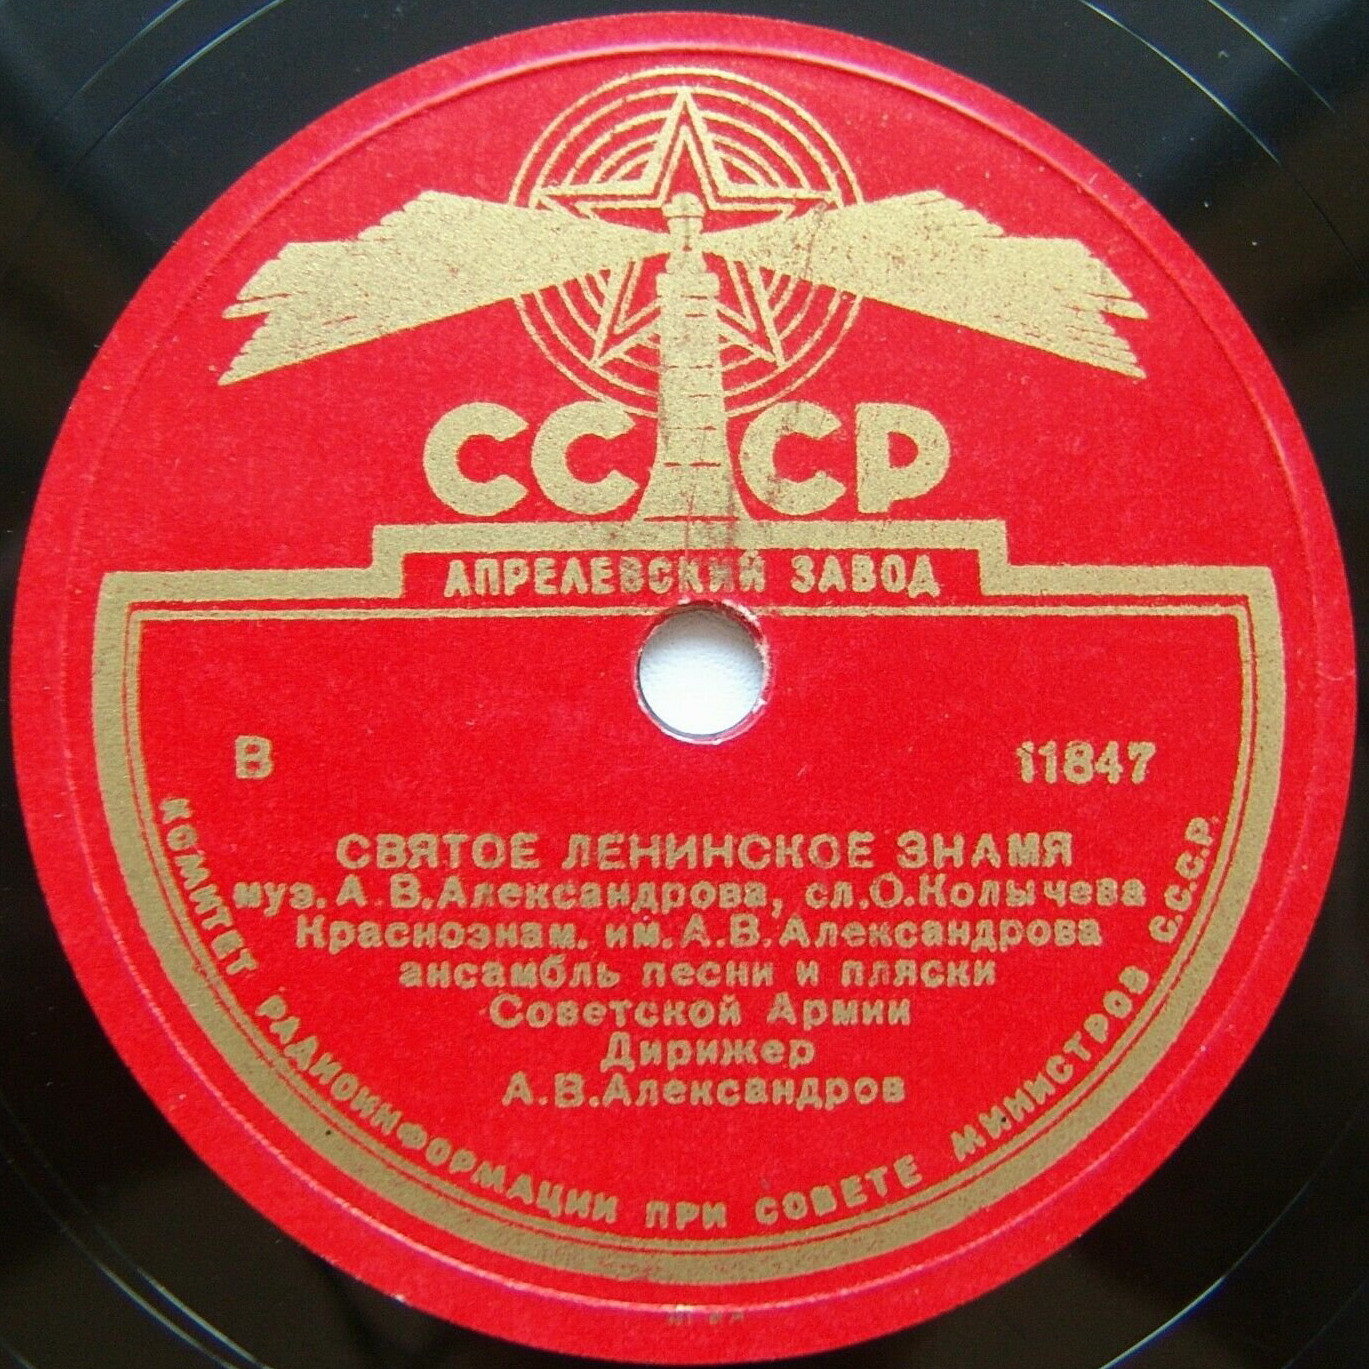 СССР
АПРЕЛЕВСКИЙ ЗАВОД
В 11847
СВЯТОЕ ЛЕНИНСКОЕ ЗНАМЯ
муз. А.В.Александрова, сл.О.Колычева
Краснознам. им.А.В.Александрова
ансамбль песни и пляски
Советской Армии
Дирижер
А.В.Александров
КОМИТЕТ РАДИОИНФОРМАЦИИ ПРИ СОВЕТЕ МИНИСТРОВ С.С.С.Р.